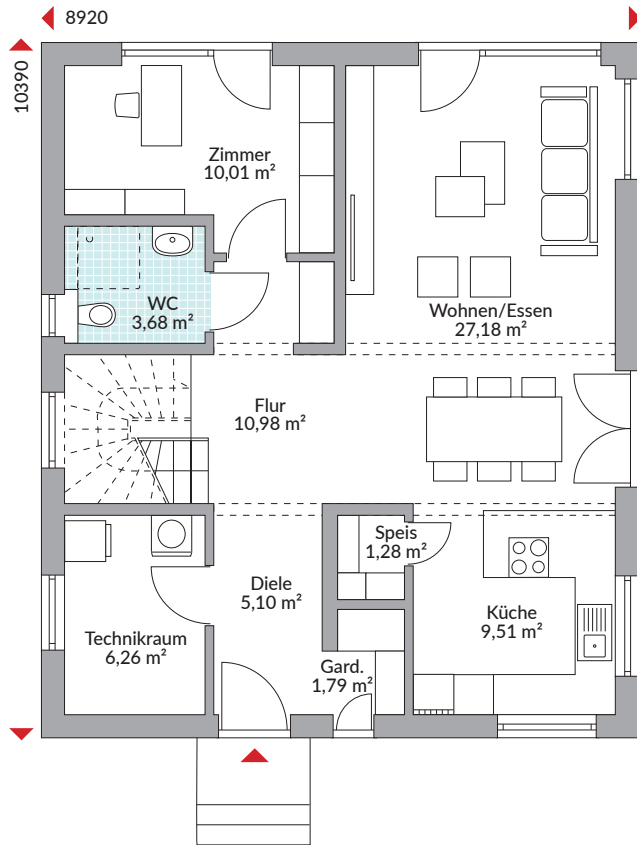 8920
10390
Zimmer
10,01 m²
WC
3,68 m²
Wohnen/Essen
27,18 m²
Flur
10,98 m²
Speis
1,28 m²
Diele
5,10 m²
Küche
9,51 m²
Technikraum
6,26 m²
Gard.
1,79 m²